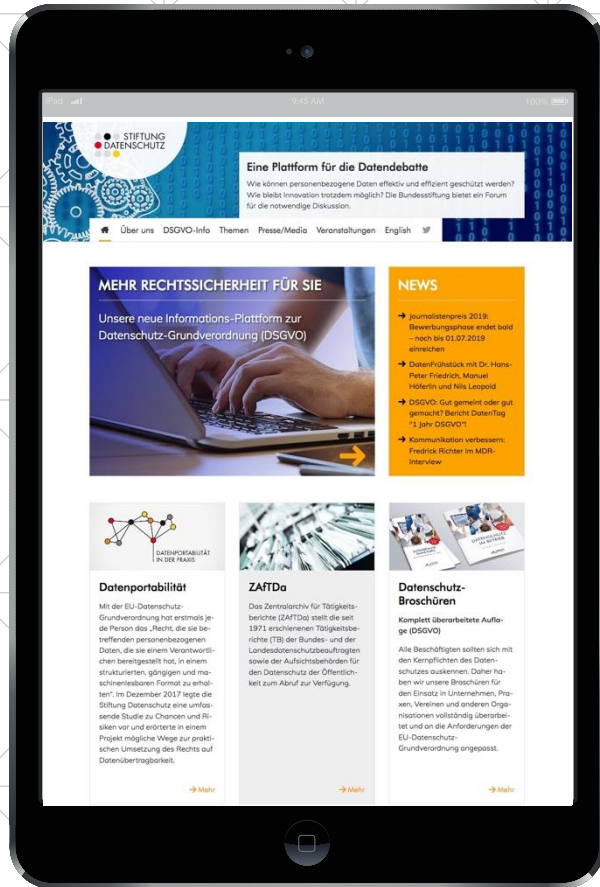 iPad
9:45 AM
100%
STIFTUNG
DATENSCHUTZ
Eine Plattform für die Datendebatte
Wie können personenbezogene Daten effektiv und effizient geschützt werden?
Wie bleibt Innovation trotzdem möglich? Die Bundesstiftung bietet ein Forum
für die notwendige Diskussion.
Über uns DSGVO-Info Themen Presse/Media Veranstaltungen English
MEHR RECHTSSICHERHEIT FÜR SIE
Unsere neue Informations-Plattform zur
Datenschutz-Grundverordnung (DSGVO)
NEWS
→ Journalistenpreis 2019:
Bewerbungsphase endet bald
– noch bis 01.07.2019
einreichen
→ DatenFrühstück mit Dr. Hans-
Peter Friedrich, Manuel
Höferlin und Nils Leopold
→ DSGVO: Gut gemeint oder gut
gemacht? Bericht DatenTag
"1 Jahr DSGVO"!
→ Kommunikation verbessern:
Fredrick Richter im MDR-
Interview
DATENPORTABILITÄT
IN DER PRAXIS
Datenportabilität
Mit der EU-Datenschutz-
Grundverordnung hat erstmals je-
de Person das „Recht, die sie be-
treffenden personenbezogenen
Daten, die sie einem Verantwortli-
chen bereitgestellt hat, in einem
strukturierten, gängigen und ma-
schinenlesbaren Format zu erhal-
ten". Im Dezember 2017 legte die
Stiftung Datenschutz eine umfas-
sende Studie zu Chancen und Ri-
siken vor und erörterte in einem
Projekt mögliche Wege zur prakti-
schen Umsetzung des Rechts auf
Datenübertragbarkeit.
→ Mehr
ZAfTDa
Das Zentralarchiv für Tätigkeits-
berichte (ZAfTDa) stellt die seit
1971 erschienenen Tätigkeitsbe-
richte (TB) der Bundes- und der
Landesdatenschutzbeauftragten
sowie der Aufsichtsbehörden für
den Datenschutz der Öffentlich-
keit zum Abruf zur Verfügung.
→ Mehr
DATENSCHUTZ
IM BETRIEB
Datenschutz-
Broschüren
Komplett überarbeitete Aufla-
ge (DSGVO)
Alle Beschäftigten sollten sich mit
den Kernpflichten des Daten-
schutzes auskennen. Daher ha-
ben wir unsere Broschüren für
den Einsatz in Unternehmen, Pra-
xen, Vereinen und anderen Orga-
nisationen vollständig überarbei-
tet und an die Anforderungen der
EU-Datenschutz-
Grundverordnung angepasst.
→ Mehr